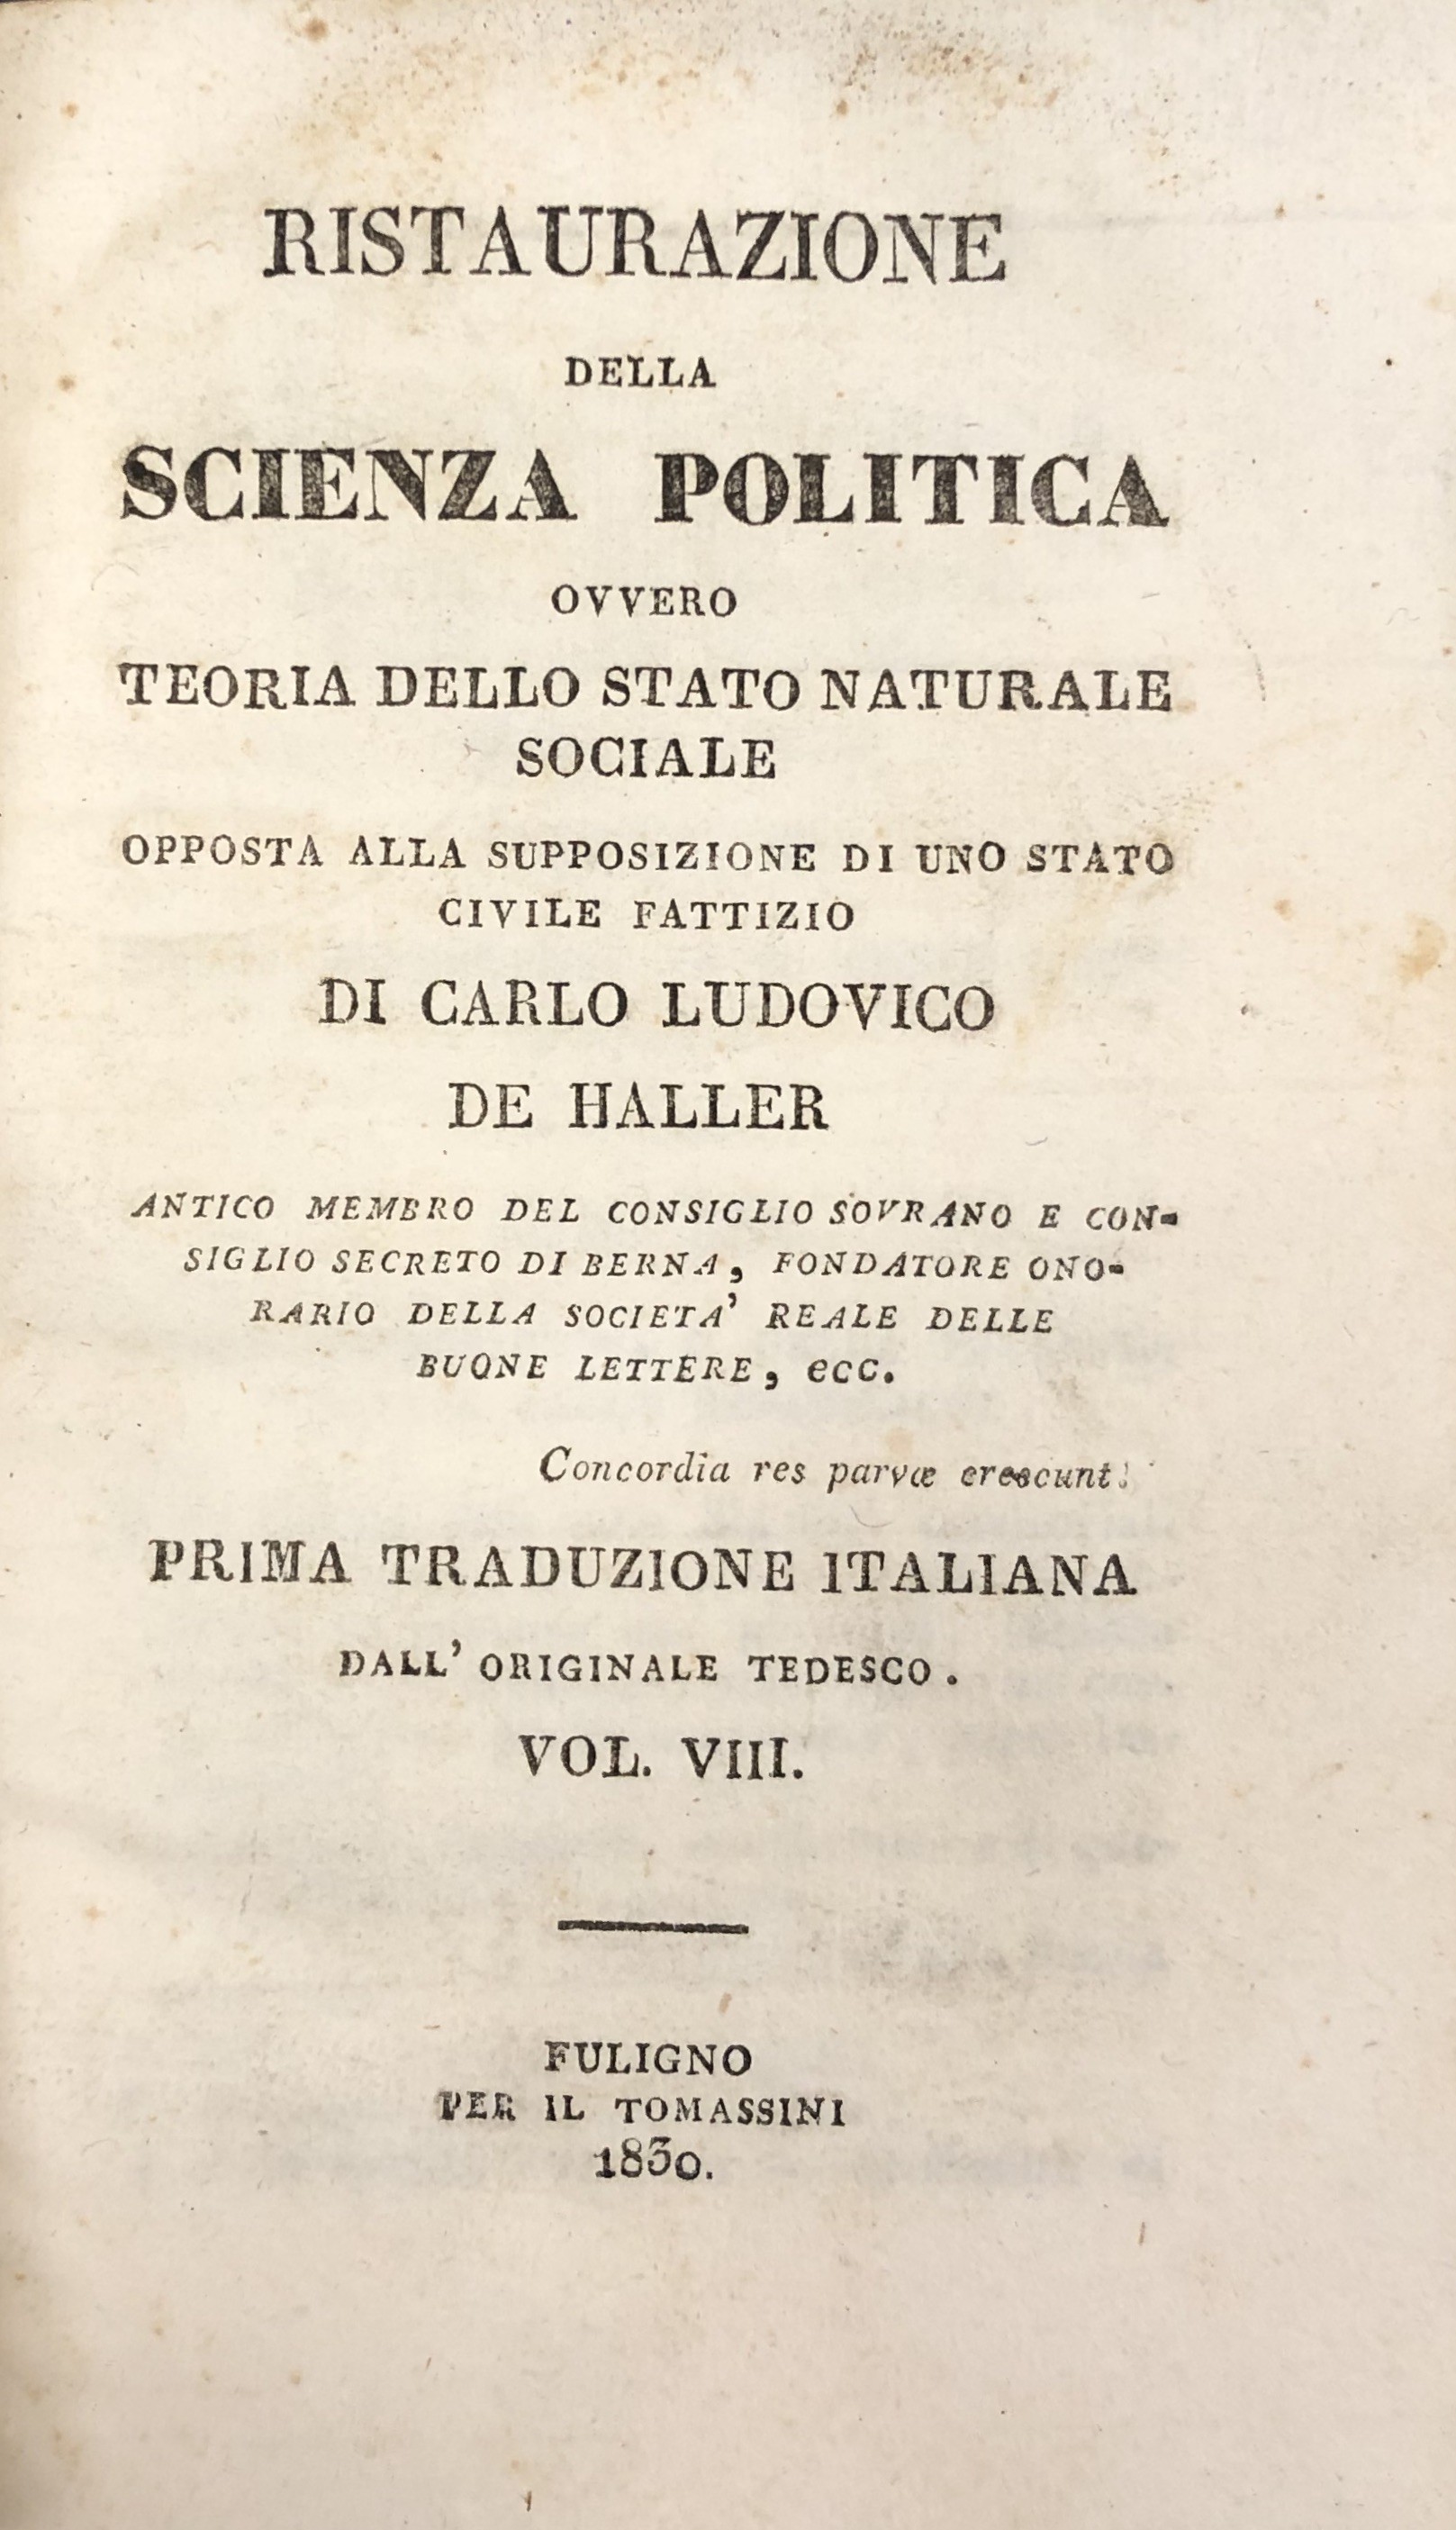 RISTAURAZIONE
DELLA
SCIENZA POLITICA
OVVERO
TEORIA DELLO STATO NATURALE
SOCIALE
OPPOSTA ALLA SUPPOSIZIONE DI UNO STATO
CIVILE FATTIZIO
DI CARLO LUDOVICO
DE HALLER
ANTICO MEMBRO DEL CONSIGLIO SOVRANO E CON-
SIGLIO SECRETO DI BERNA, FONDATORE ONO-
RARIO DELLA SOCIETA' REALE DELLE
BUONE LETTERE, ecc.
Concordia res parvæ crescunt.
PRIMA TRADUZIONE ITALIANA
DALL' ORIGINALE TEDESCO.
VOL. VIII.
FULIGNO
PER IL TOMASSINI
1830.